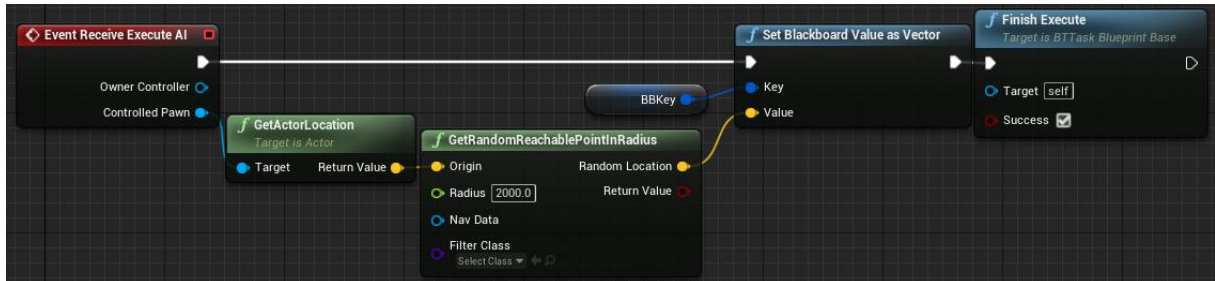 Event Receive Execute AI
Owner Controller
Controlled Pawn
f GetActorLocation
Target is Actor
Target Return Value
f GetRandomReachablePointInRadius
Origin Random Location
Radius 2000.0 Return Value
Nav Data
Filter Class
Select Class
BBKey
f Set Blackboard Value as Vector
Key
Value
f Finish Execute
Target is BTTask Blueprint Base
Target self
Success